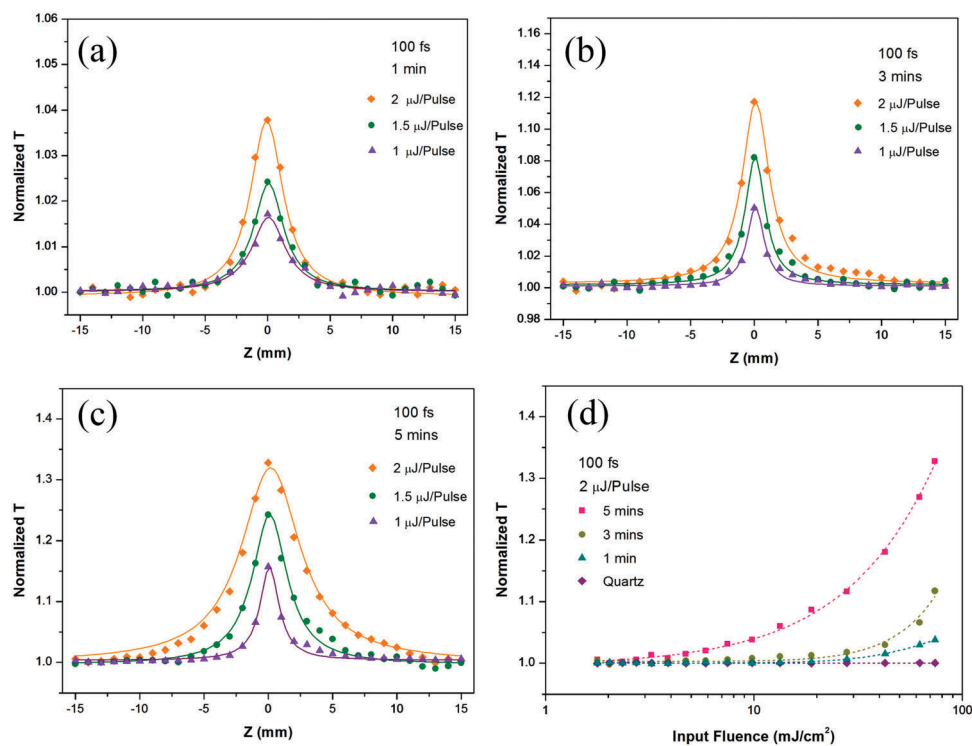 (a)
100 fs
1 min
2 μJ/Pulse
1.5 μJ/Pulse
1 μJ/Pulse
Normalized T
1.06
1.05
1.04
1.03
1.02
1.01
1.00
-15
-10
-5
0
5
10
15
Z (mm)
(b)
100 fs
3 mins
2 μJ/Pulse
1.5 μJ/Pulse
1 μJ/Pulse
Normalized T
1.16
1.14
1.12
1.10
1.08
1.06
1.04
1.02
1.00
0.98
-15
-10
-5
0
5
10
15
Z (mm)
(c)
100 fs
5 mins
2 μJ/Pulse
1.5 μJ/Pulse
1 μJ/Pulse
Normalized T
1.4
1.3
1.2
1.1
1.0
-15
-10
-5
0
5
10
15
Z (mm)
(d)
100 fs
2 μJ/Pulse
5 mins
3 mins
1 min
Quartz
Normalized T
1.4
1.3
1.2
1.1
1.0
1
10
100
Input Fluence (mJ/cm²)